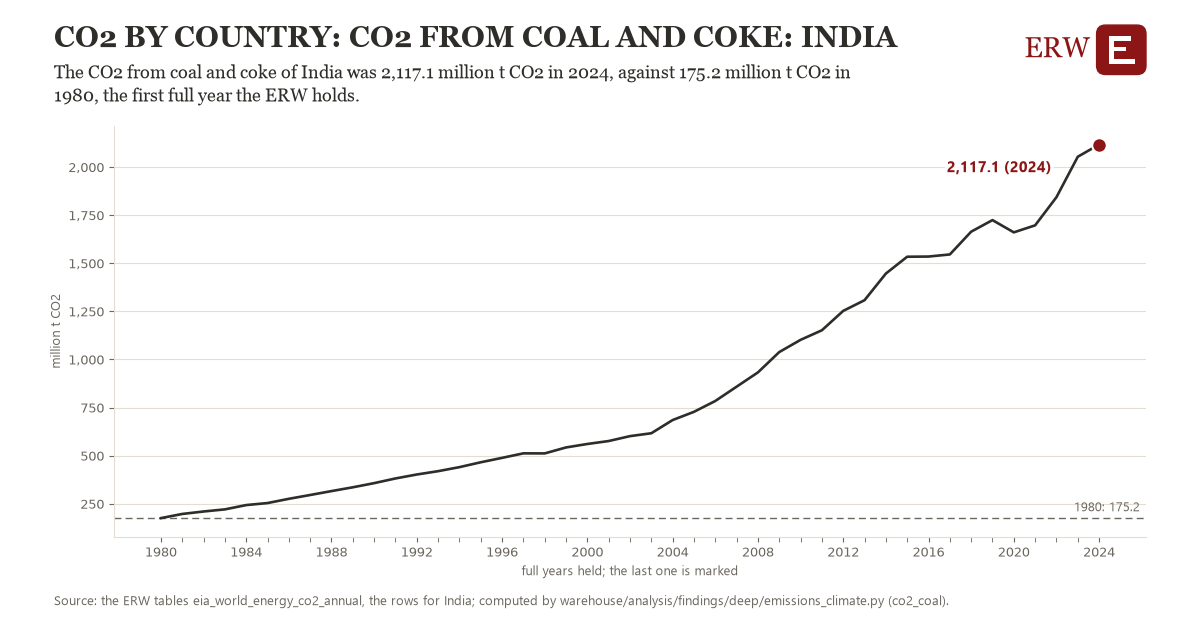 CO2 BY COUNTRY: CO2 FROM COAL AND COKE: INDIA
The CO2 from coal and coke of India was 2,117.1 million t CO2 in 2024, against 175.2 million t CO2 in
1980, the first full year the ERW holds.
ERW E
2,000
1,750
1,500
1,250
1,000
750
500
250
million t CO2
2,117.1 (2024)
1980: 175.2
1980 1984 1988 1992 1996 2000 2004 2008 2012 2016 2020 2024
full years held; the last one is marked
Source: the ERW tables eia_world_energy_co2_annual, the rows for India; computed by warehouse/analysis/findings/deep/emissions_climate.py (co2_coal).